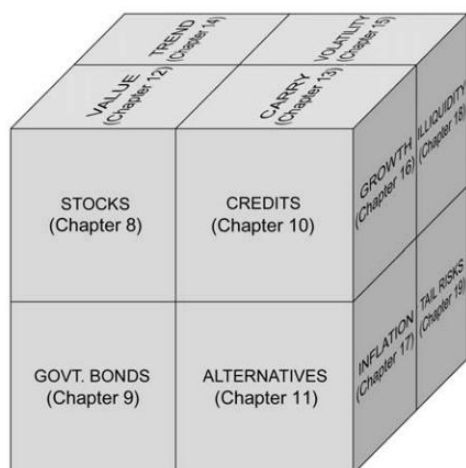 TREND
(Chapter 14)
VOLATILITY
(Chapter 15)
VALUE
(Chapter 12)
CARRY
(Chapter 13)
STOCKS
(Chapter 8)
CREDITS
(Chapter 10)
GROWTH
(Chapter 16)
ILLIQUIDITY
(Chapter 18)
GOVT. BONDS
(Chapter 9)
ALTERNATIVES
(Chapter 11)
INFLATION
(Chapter 17)
TAIL RISKS
(Chapter 19)